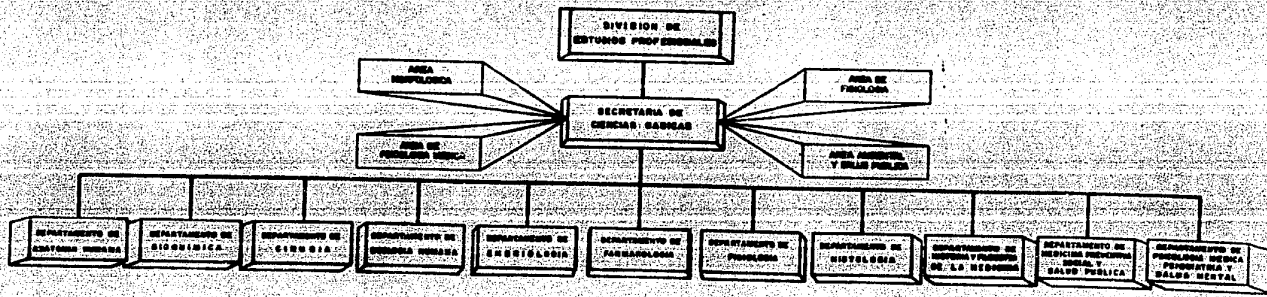 DIVISION DE
ESTUDIOS PROFESIONALES
AREA
MORFOLOGICA
AREA DE
FISIOLOGIA
SECRETARIA DE
CIENCIAS BASICAS
AREA DE
PSICOLOGIA MEDICA
AREA AMBIENTAL
Y SALUD PUBLICA
DEPARTAMENTO DE
ANATOMIA HUMANA
DEPARTAMENTO DE
BIOQUIMICA
DEPARTAMENTO DE
CIRUGIA
DEPARTAMENTO DE
HUMANA
DEPARTAMENTO DE
EMBRIOLOGIA
DEPARTAMENTO DE
FARMACOLOGIA
DEPARTAMENTO DE
FISIOLOGIA
DEPARTAMENTO DE
HISTOLOGIA
DEPARTAMENTO DE
HISTORIA Y FILOSOFIA
DE LA MEDICINA
DEPARTAMENTO DE
MEDICINA PREVENTIVA
SOCIAL Y
SALUD PUBLICA
DEPARTAMENTO DE
PSICOLOGIA MEDICA
PSIQUIATRIA Y
SALUD MENTAL